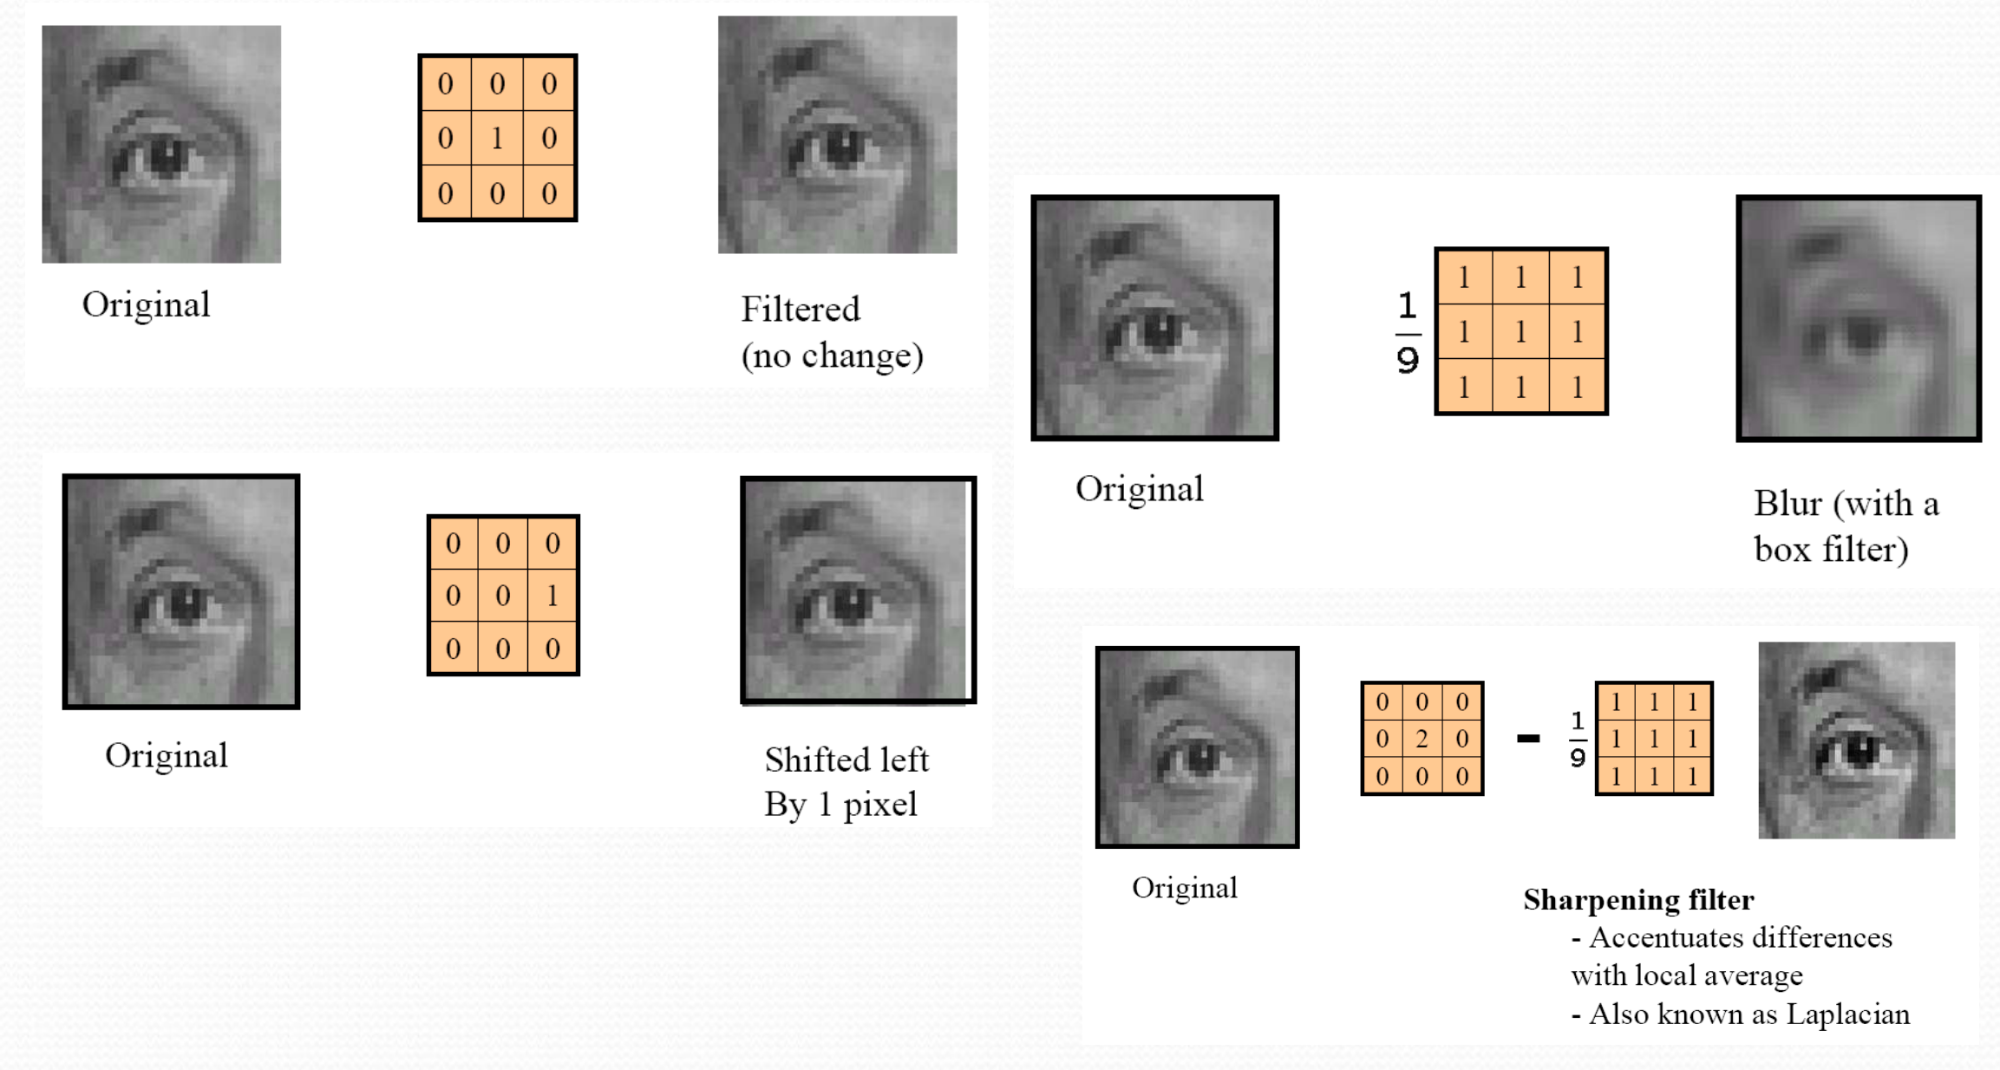 0 0 0
0 1 0
0 0 0
Original
Filtered
(no change)
0 0 0
0 0 1
0 0 0
Original
Shifted left
By 1 pixel
1
9
1 1 1
1 1 1
1 1 1
Original
Blur (with a
box filter)
0 0 0
0 2 0
0 0 0
-
1
9
1 1 1
1 1 1
1 1 1
Original
Sharpening filter
- Accentuates differences
with local average
- Also known as Laplacian